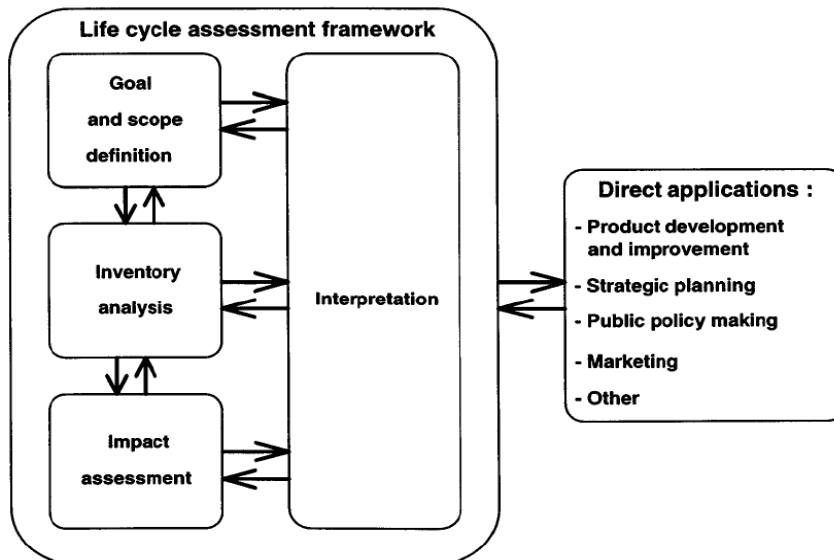 Life cycle assessment framework
Goal
and scope
definition
Inventory
analysis
Impact
assessment
Interpretation
Direct applications :
- Product development
and improvement
- Strategic planning
- Public policy making
- Marketing
- Other